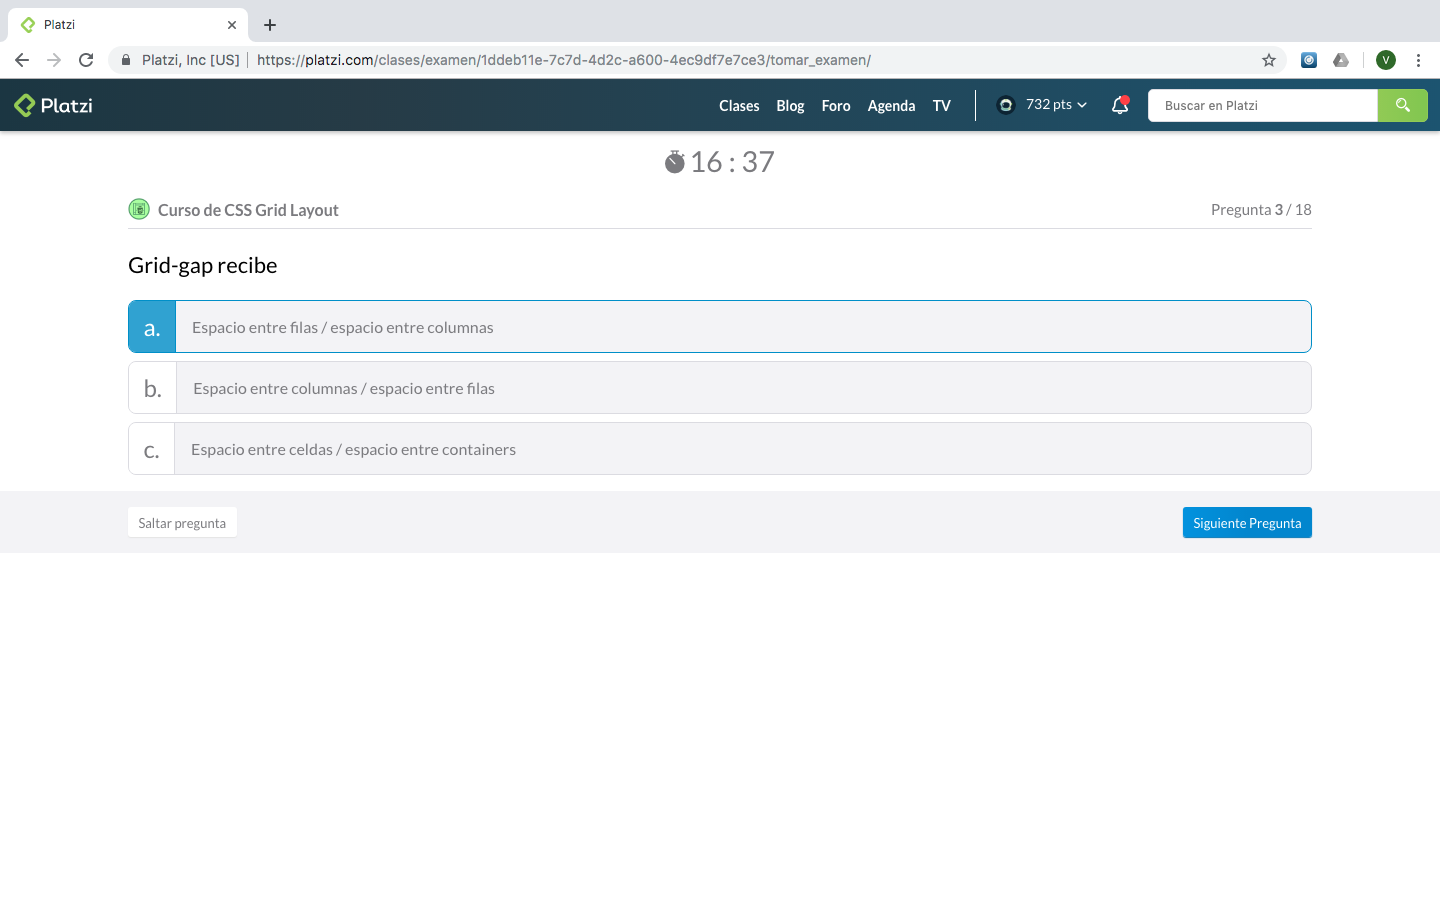 Platzi
Platzi, Inc [US] https://platzi.com/clases/examen/1ddeb11e-7c7d-4d2c-a600-4ec9df7e7ce3/tomar_examen/
V
Platzi Clases Blog Foro Agenda TV 732 pts Buscar en Platzi
16 : 37
Curso de CSS Grid Layout Pregunta 3 / 18
Grid-gap recibe
a. Espacio entre filas / espacio entre columnas
b. Espacio entre columnas / espacio entre filas
c. Espacio entre celdas / espacio entre containers
Saltar pregunta Siguiente Pregunta